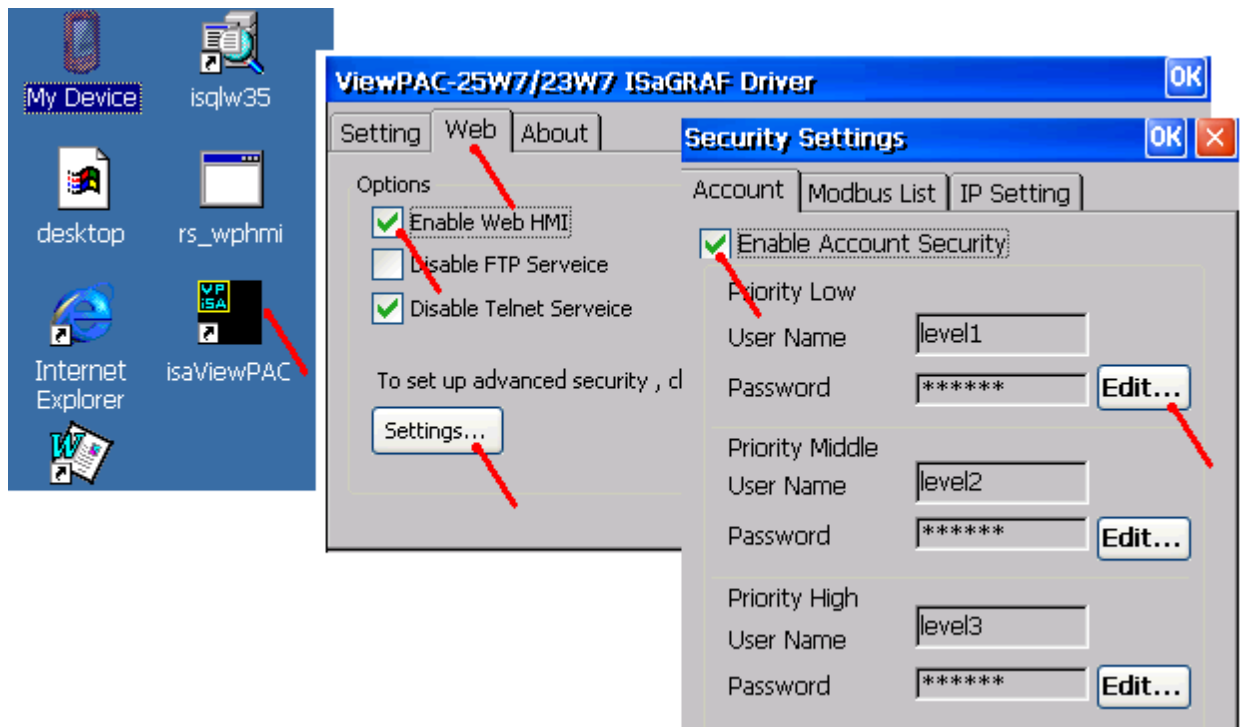 My Device
isqlw35
desktop
rs_wphmi
Internet
Explorer
VP
iSA
isaViewPAC
W
ViewPAC-25W7/23W7 ISaGRAF Driver
OK
Setting
Web
About
Options
Enable Web HMI
Disable FTP Serveice
Disable Telnet Serveice
To set up advanced security , cl
Settings...
Security Settings
OK
Account
Modbus List
IP Setting
Enable Account Security
Priority Low
User Name
level1
Password
******
Edit...
Priority Middle
User Name
level2
Password
******
Edit...
Priority High
User Name
level3
Password
******
Edit...